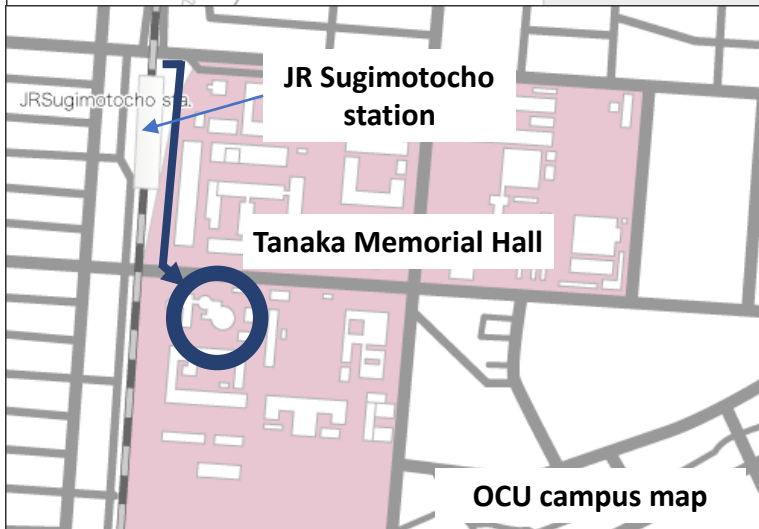 JR Sugimotocho
station
JRSugimotocho sta.
Tanaka Memorial Hall
OCU campus map